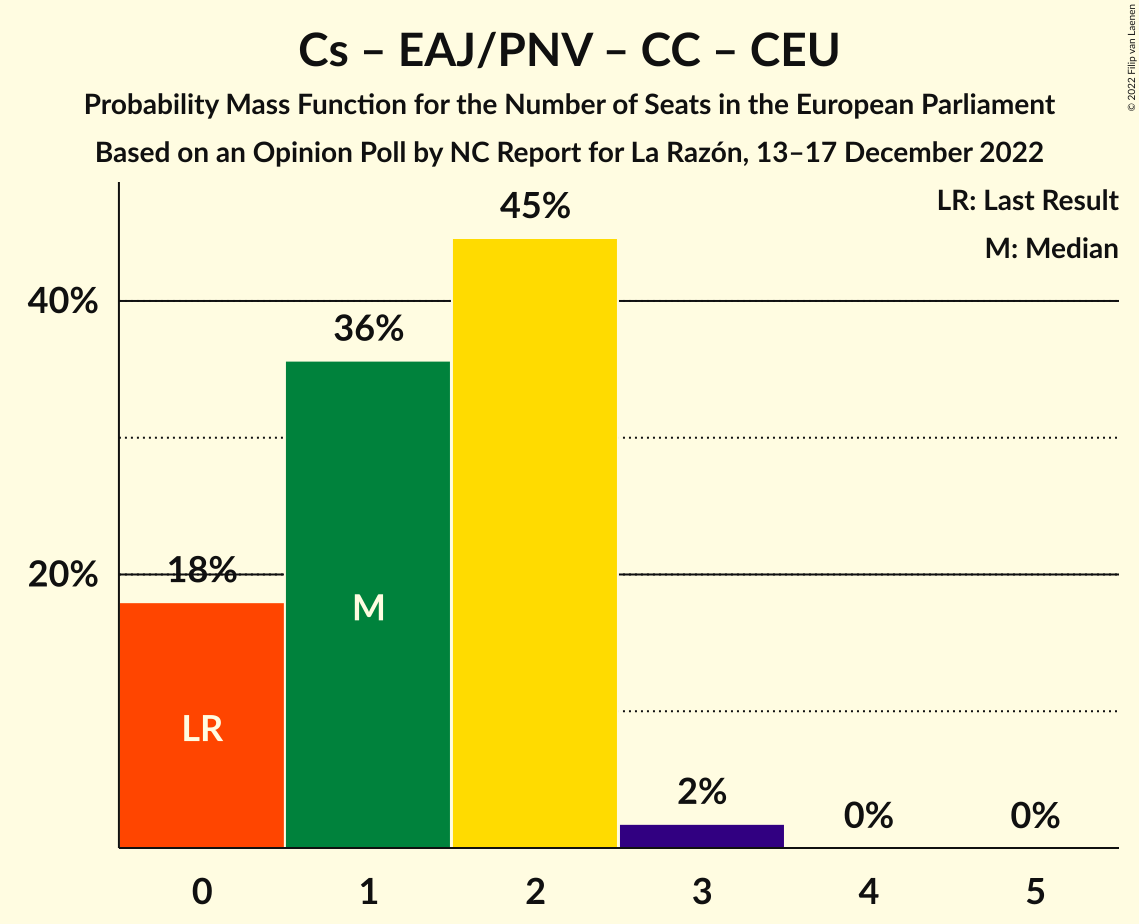 Cs – EAJ/PNV – CC – CEU
Probability Mass Function for the Number of Seats in the European Parliament
Based on an Opinion Poll by NC Report for La Razón, 13–17 December 2022
© 2022 Filip van Laenen
LR: Last Result
M: Median
45%
40%
36%
20%
18%
M
LR
2%
0%
0%
0 1 2 3 4 5